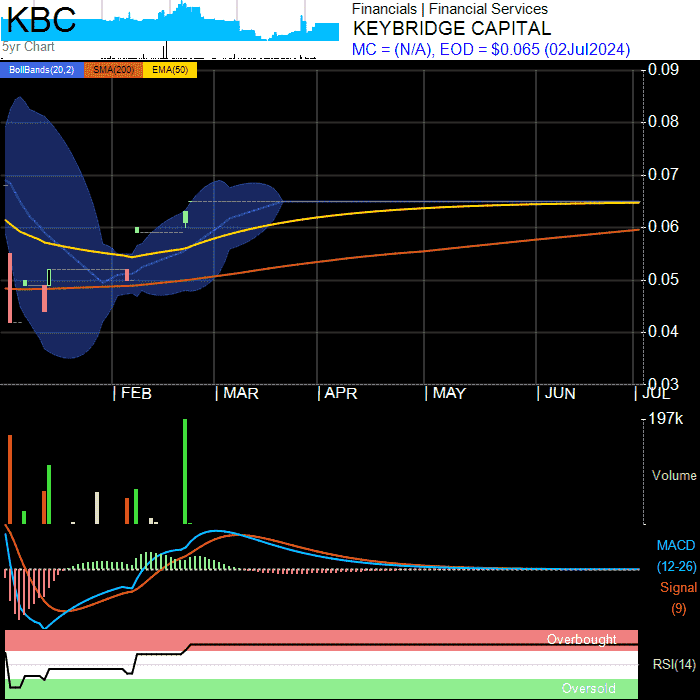 KBC
5yr Chart
Financials | Financial Services
KEYBRIDGE CAPITAL
MC = (N/A), EOD = $0.065 (02Jul2024)
BollBands(20,2) SMA(200) EMA(50)
0.09
0.08
0.07
0.06
0.05
0.04
0.03
FEB MAR APR MAY JUN JUL
197k
Volume
MACD
(12-26)
Signal
(9)
Overbought
RSI(14)
Oversold